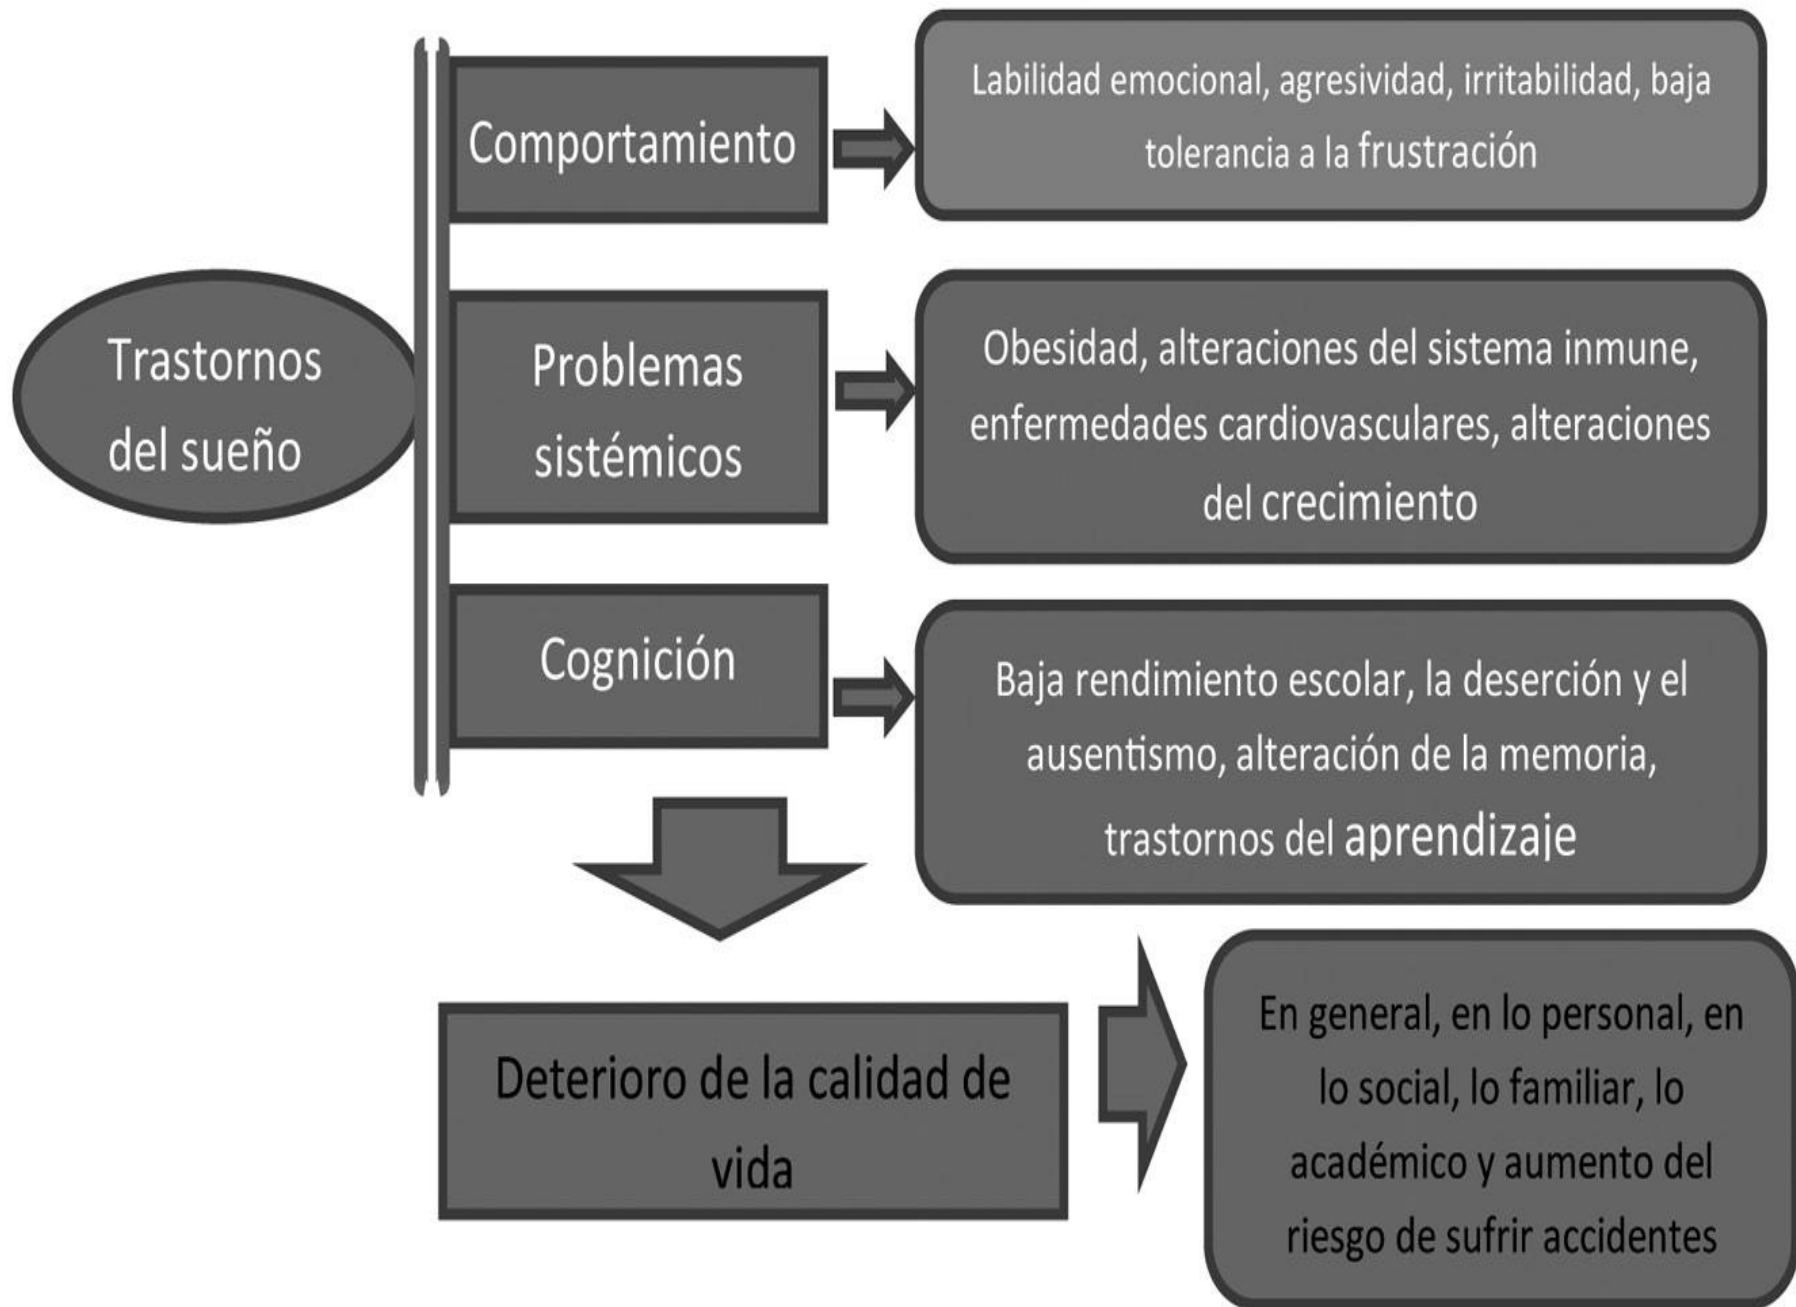 Trastornos
del sueño
Comportamiento
Labilidad emocional, agresividad, irritabilidad, baja
tolerancia a la frustración
Problemas
sistémicos
Obesidad, alteraciones del sistema inmune,
enfermedades cardiovasculares, alteraciones
del crecimiento
Cognición
Baja rendimiento escolar, la deserción y el
ausentismo, alteración de la memoria,
trastornos del aprendizaje
Deterioro de la calidad de
vida
En general, en lo personal, en
lo social, lo familiar, lo
académico y aumento del
riesgo de sufrir accidentes